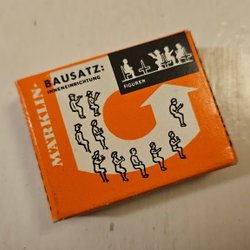 MÄRKLIN
BAUSATZ:
INNENEINRICHTUNG
FIGUREN